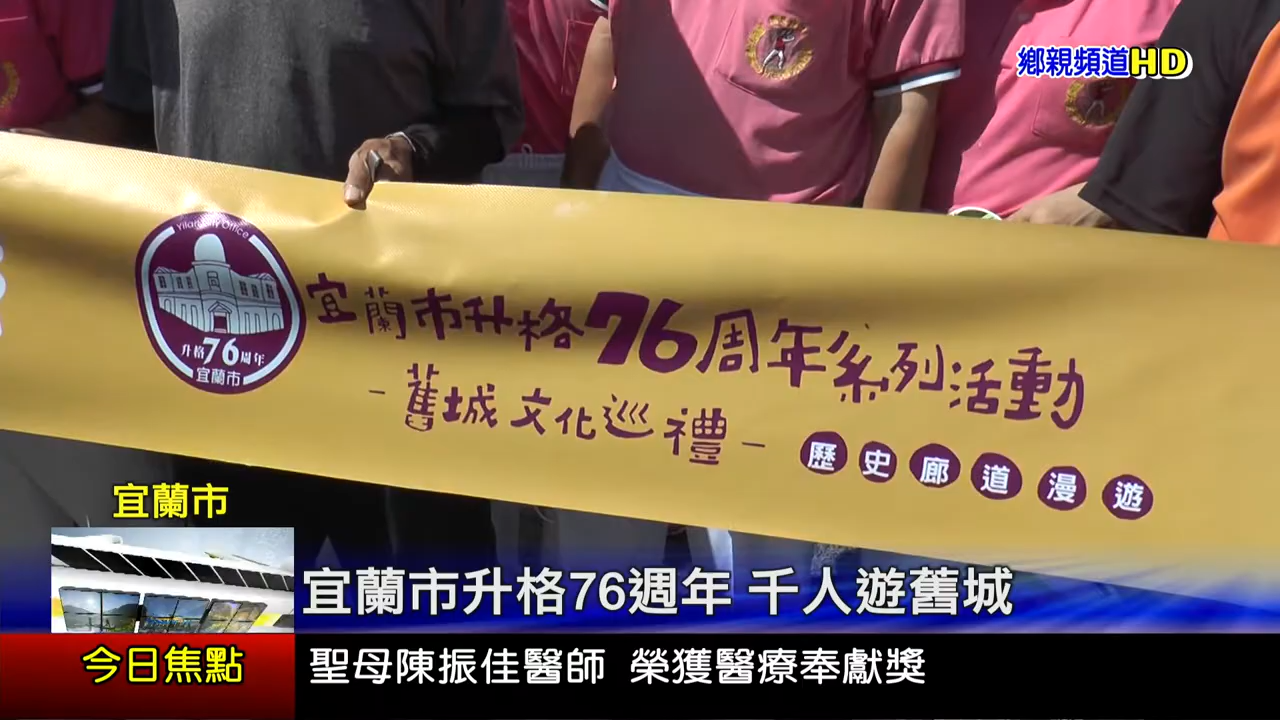 鄉親頻道HD
Yilan City Office
升格76周年
宜蘭市
宜蘭市升格76周年系列活動
-舊城文化巡禮-
歷史廊道漫遊
宜蘭市
宜蘭市升格76週年 千人遊舊城
今日焦點
聖母陳振佳醫師 榮獲醫療奉獻獎